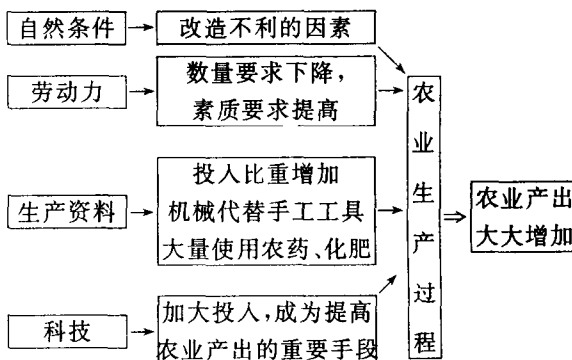 自然条件
改造不利的因素
劳动力
数量要求下降，
素质要求提高
生产资料
投入比重增加
机械代替手工工具
大量使用农药、化肥
科技
加大投入，成为提高
农业产出的重要手段
农业生产过程
农业产出
大大增加